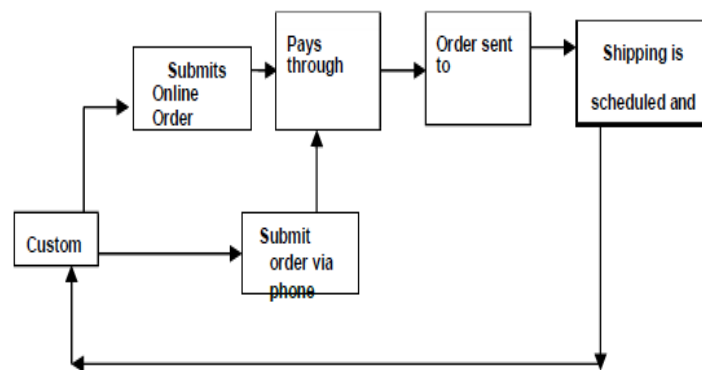 Submits
Online
Order
Pays
through
Order sent
to
Shipping is
scheduled and
Custom
Submit
order via
phone